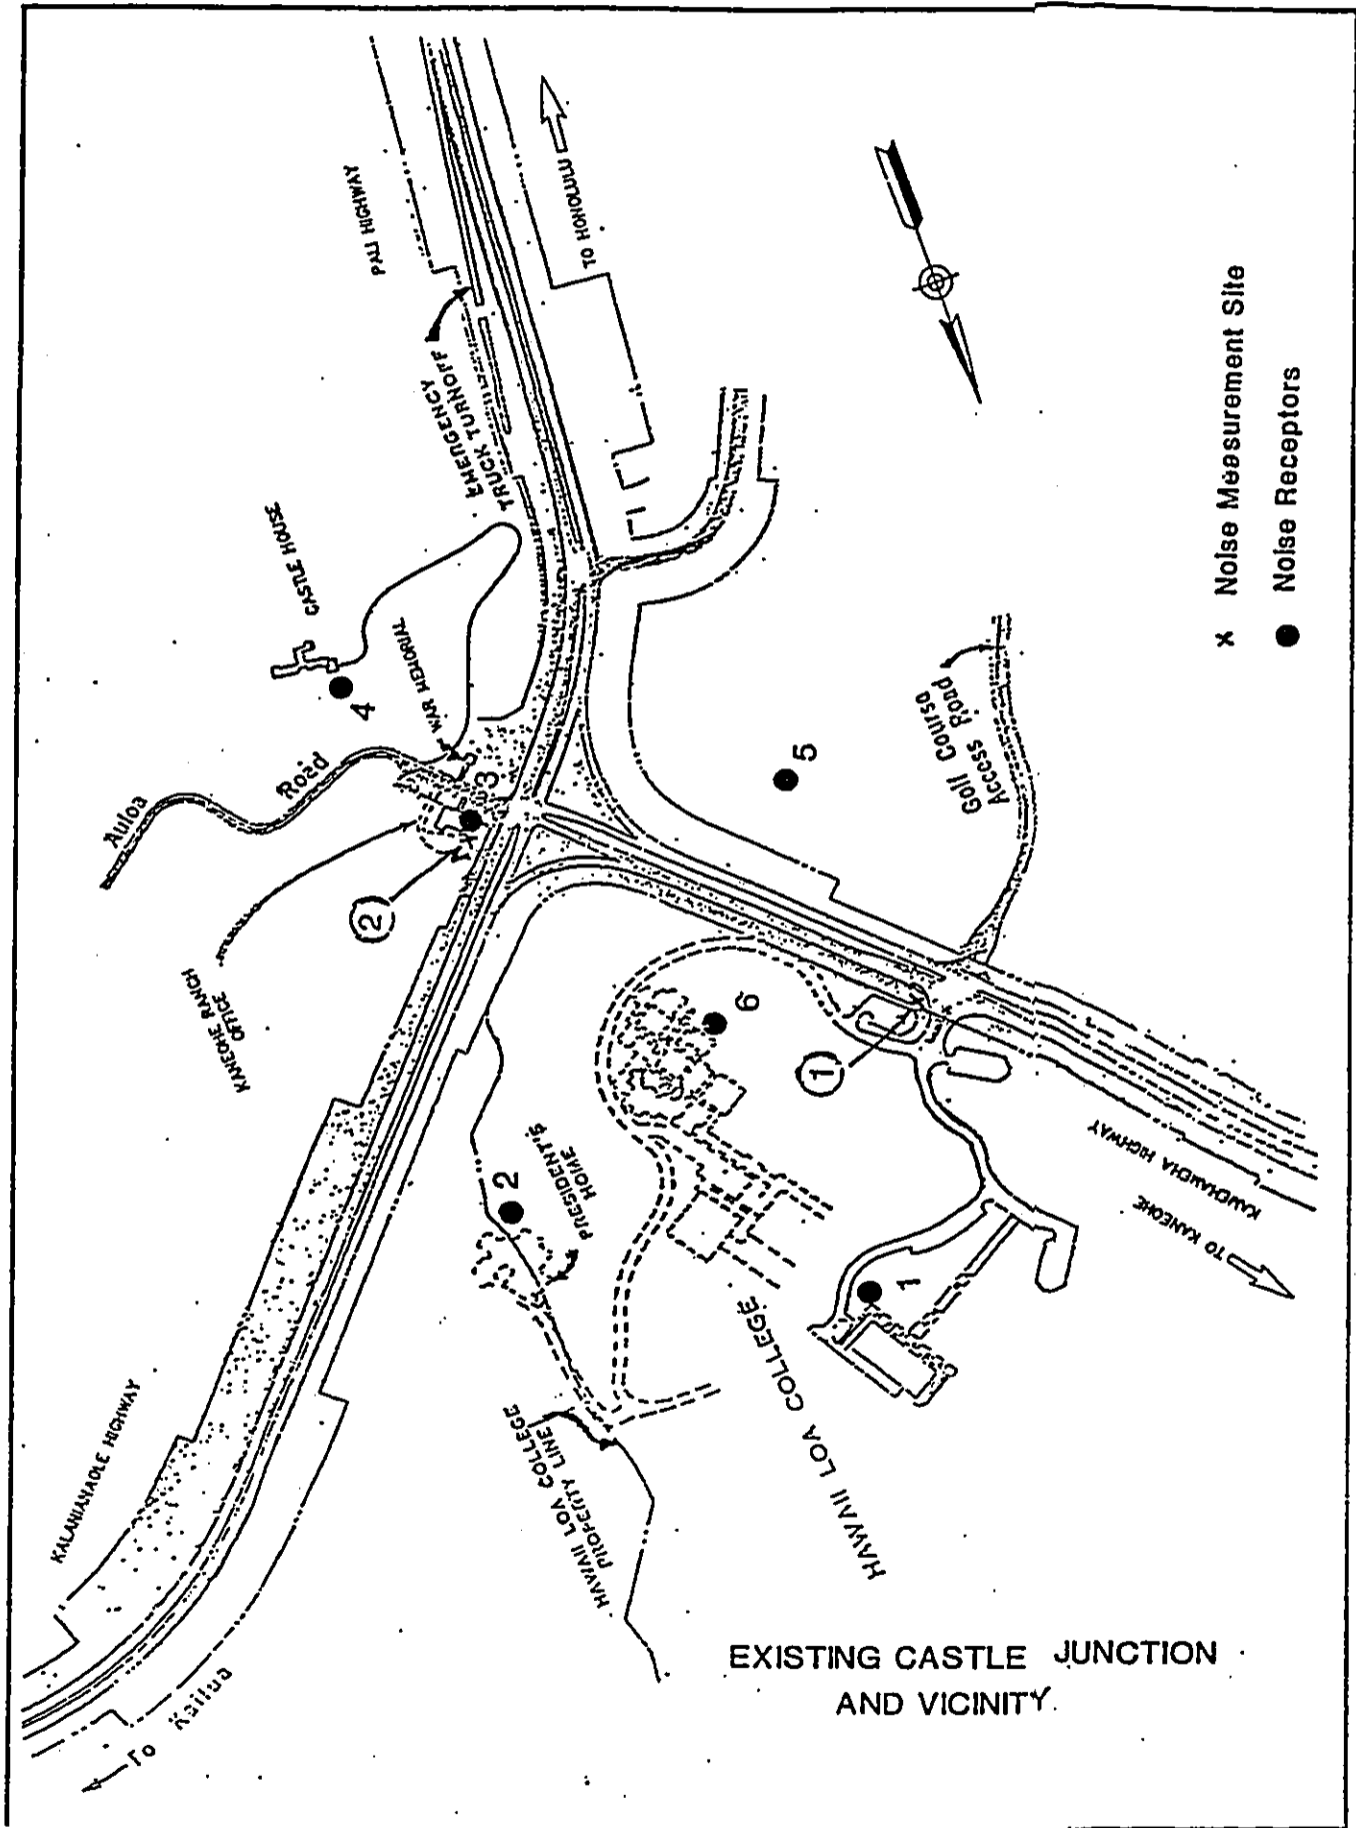 PALI HIGHWAY
TO HONOLULU
EMERGENCY
TRUCK TURNOFF
CASTLE HOUSE
4
WAR MEMORIAL
Auloa Road
3
2
KANEOHE RANCH
OFFICE
5
Golf Course
Access Road
6
1
2
PRESIDENT'S
HOME
1
KAMEHAMEHA HIGHWAY
TO KANEOHE
HAWAII LOA COLLEGE
HAWAII LOA COLLEGE
PROPERTY LINE
KALANIANAOLE HIGHWAY
To Kailua
X Noise Measurement Site
● Noise Receptors
EXISTING CASTLE JUNCTION
AND VICINITY